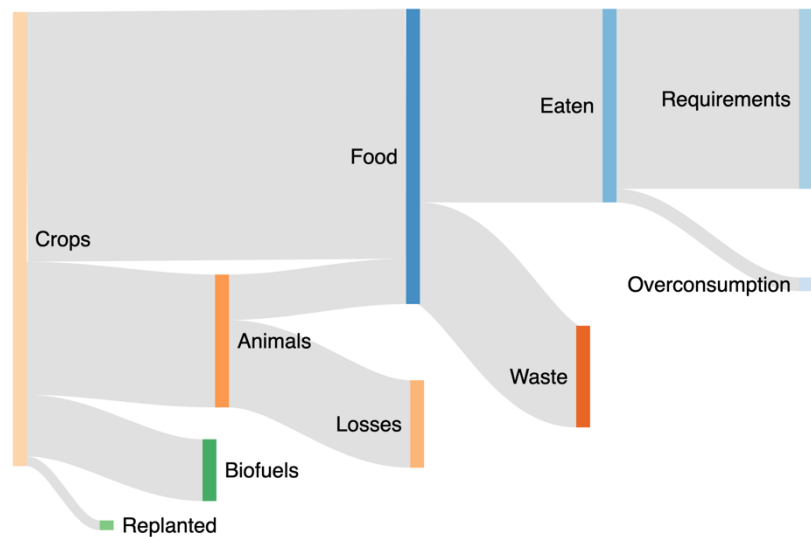 Eaten
Requirements
Food
Crops
Overconsumption
Animals
Waste
Losses
Biofuels
Replanted